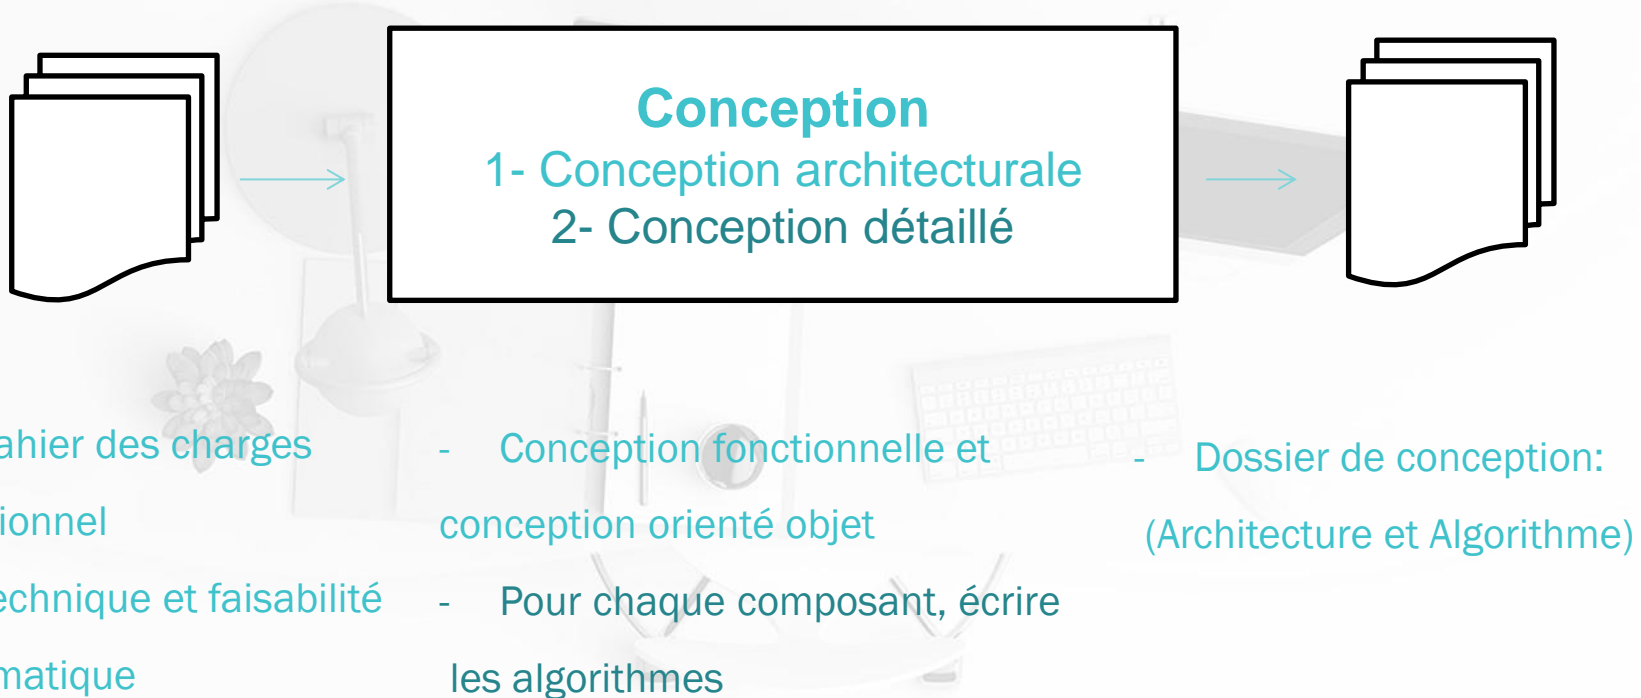 Conception
1- Conception architecturale
2- Conception détaillé
ahier des charges
ionnel
echnique et faisabilité
matique
- Conception fonctionnelle et
conception orienté objet
- Pour chaque composant, écrire
les algorithmes
- Dossier de conception:
(Architecture et Algorithme)